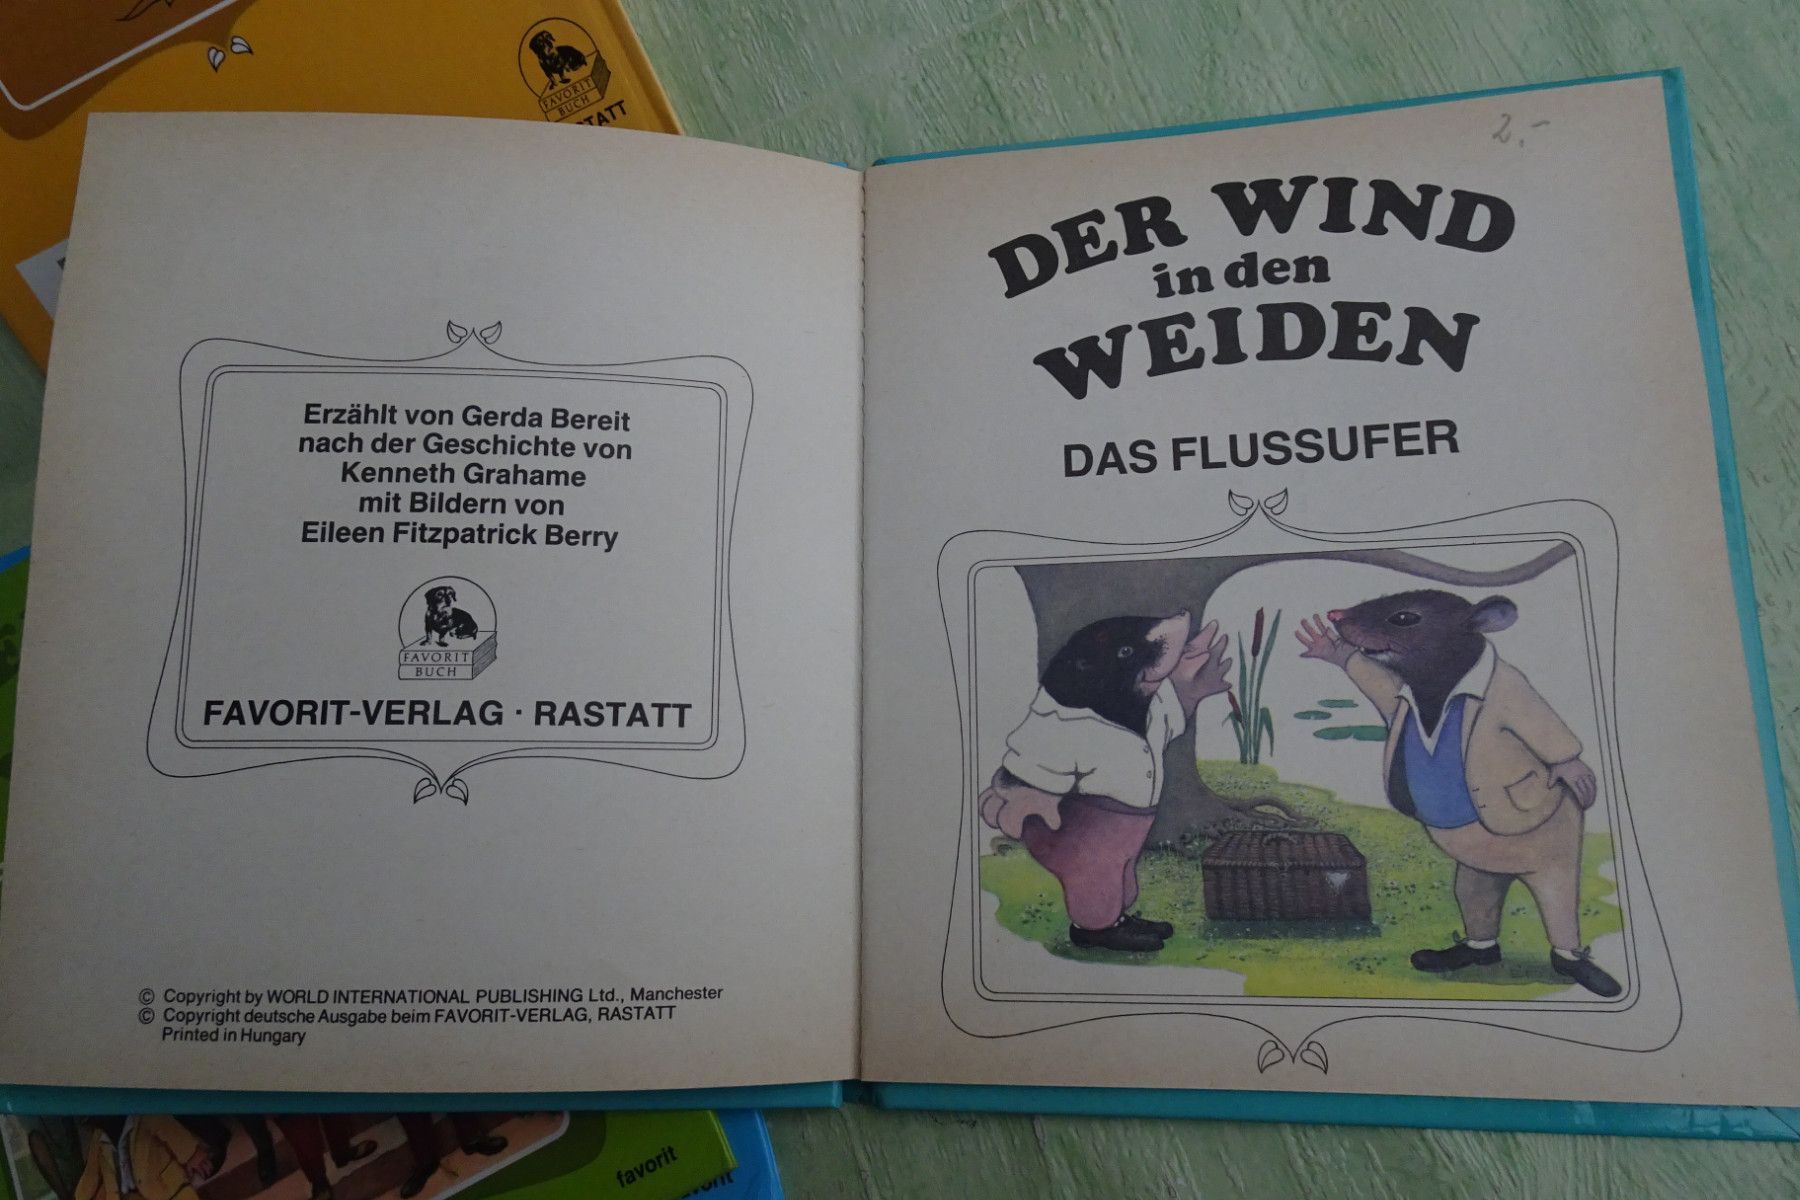 FAVORIT
BUCH
Erzählt von Gerda Bereit
nach der Geschichte von
Kenneth Grahame
mit Bildern von
Eileen Fitzpatrick Berry
FAVORIT
BUCH
FAVORIT-VERLAG · RASTATT
© Copyright by WORLD INTERNATIONAL PUBLISHING Ltd., Manchester
© Copyright deutsche Ausgabe beim FAVORIT-VERLAG, RASTATT
Printed in Hungary
2,-
DER WIND
in den
WEIDEN
DAS FLUSSUFER
favorit